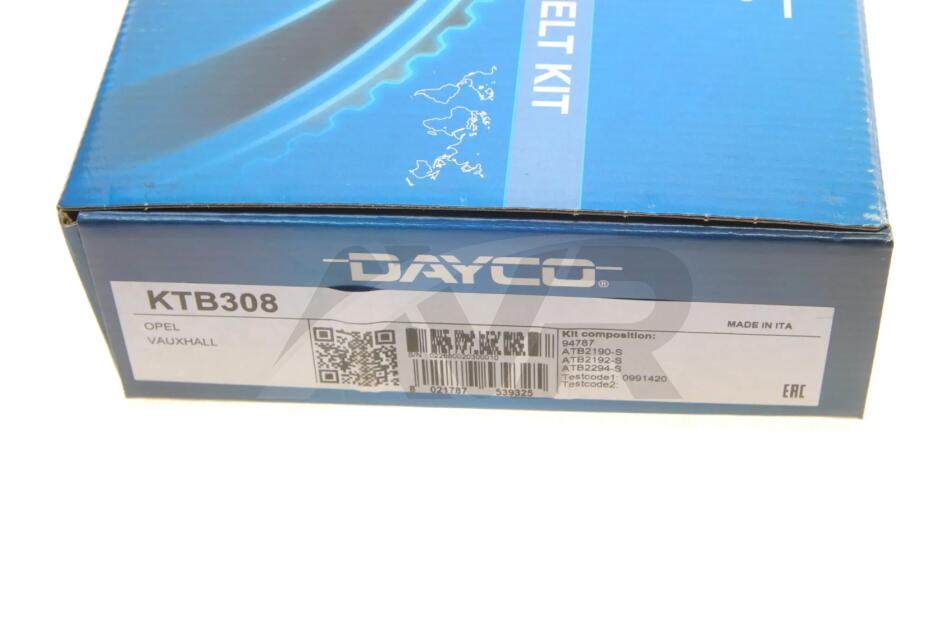 ELT KIT
DAYCO®
KTB308
OPEL
VAUXHALL
MADE IN ITA
Kit composition:
94787
ATB2190-S
ATB2192-S
ATB2294-S
Testcode1: 0991420
Testcode2:
8 021787 539325
EAC
AVR